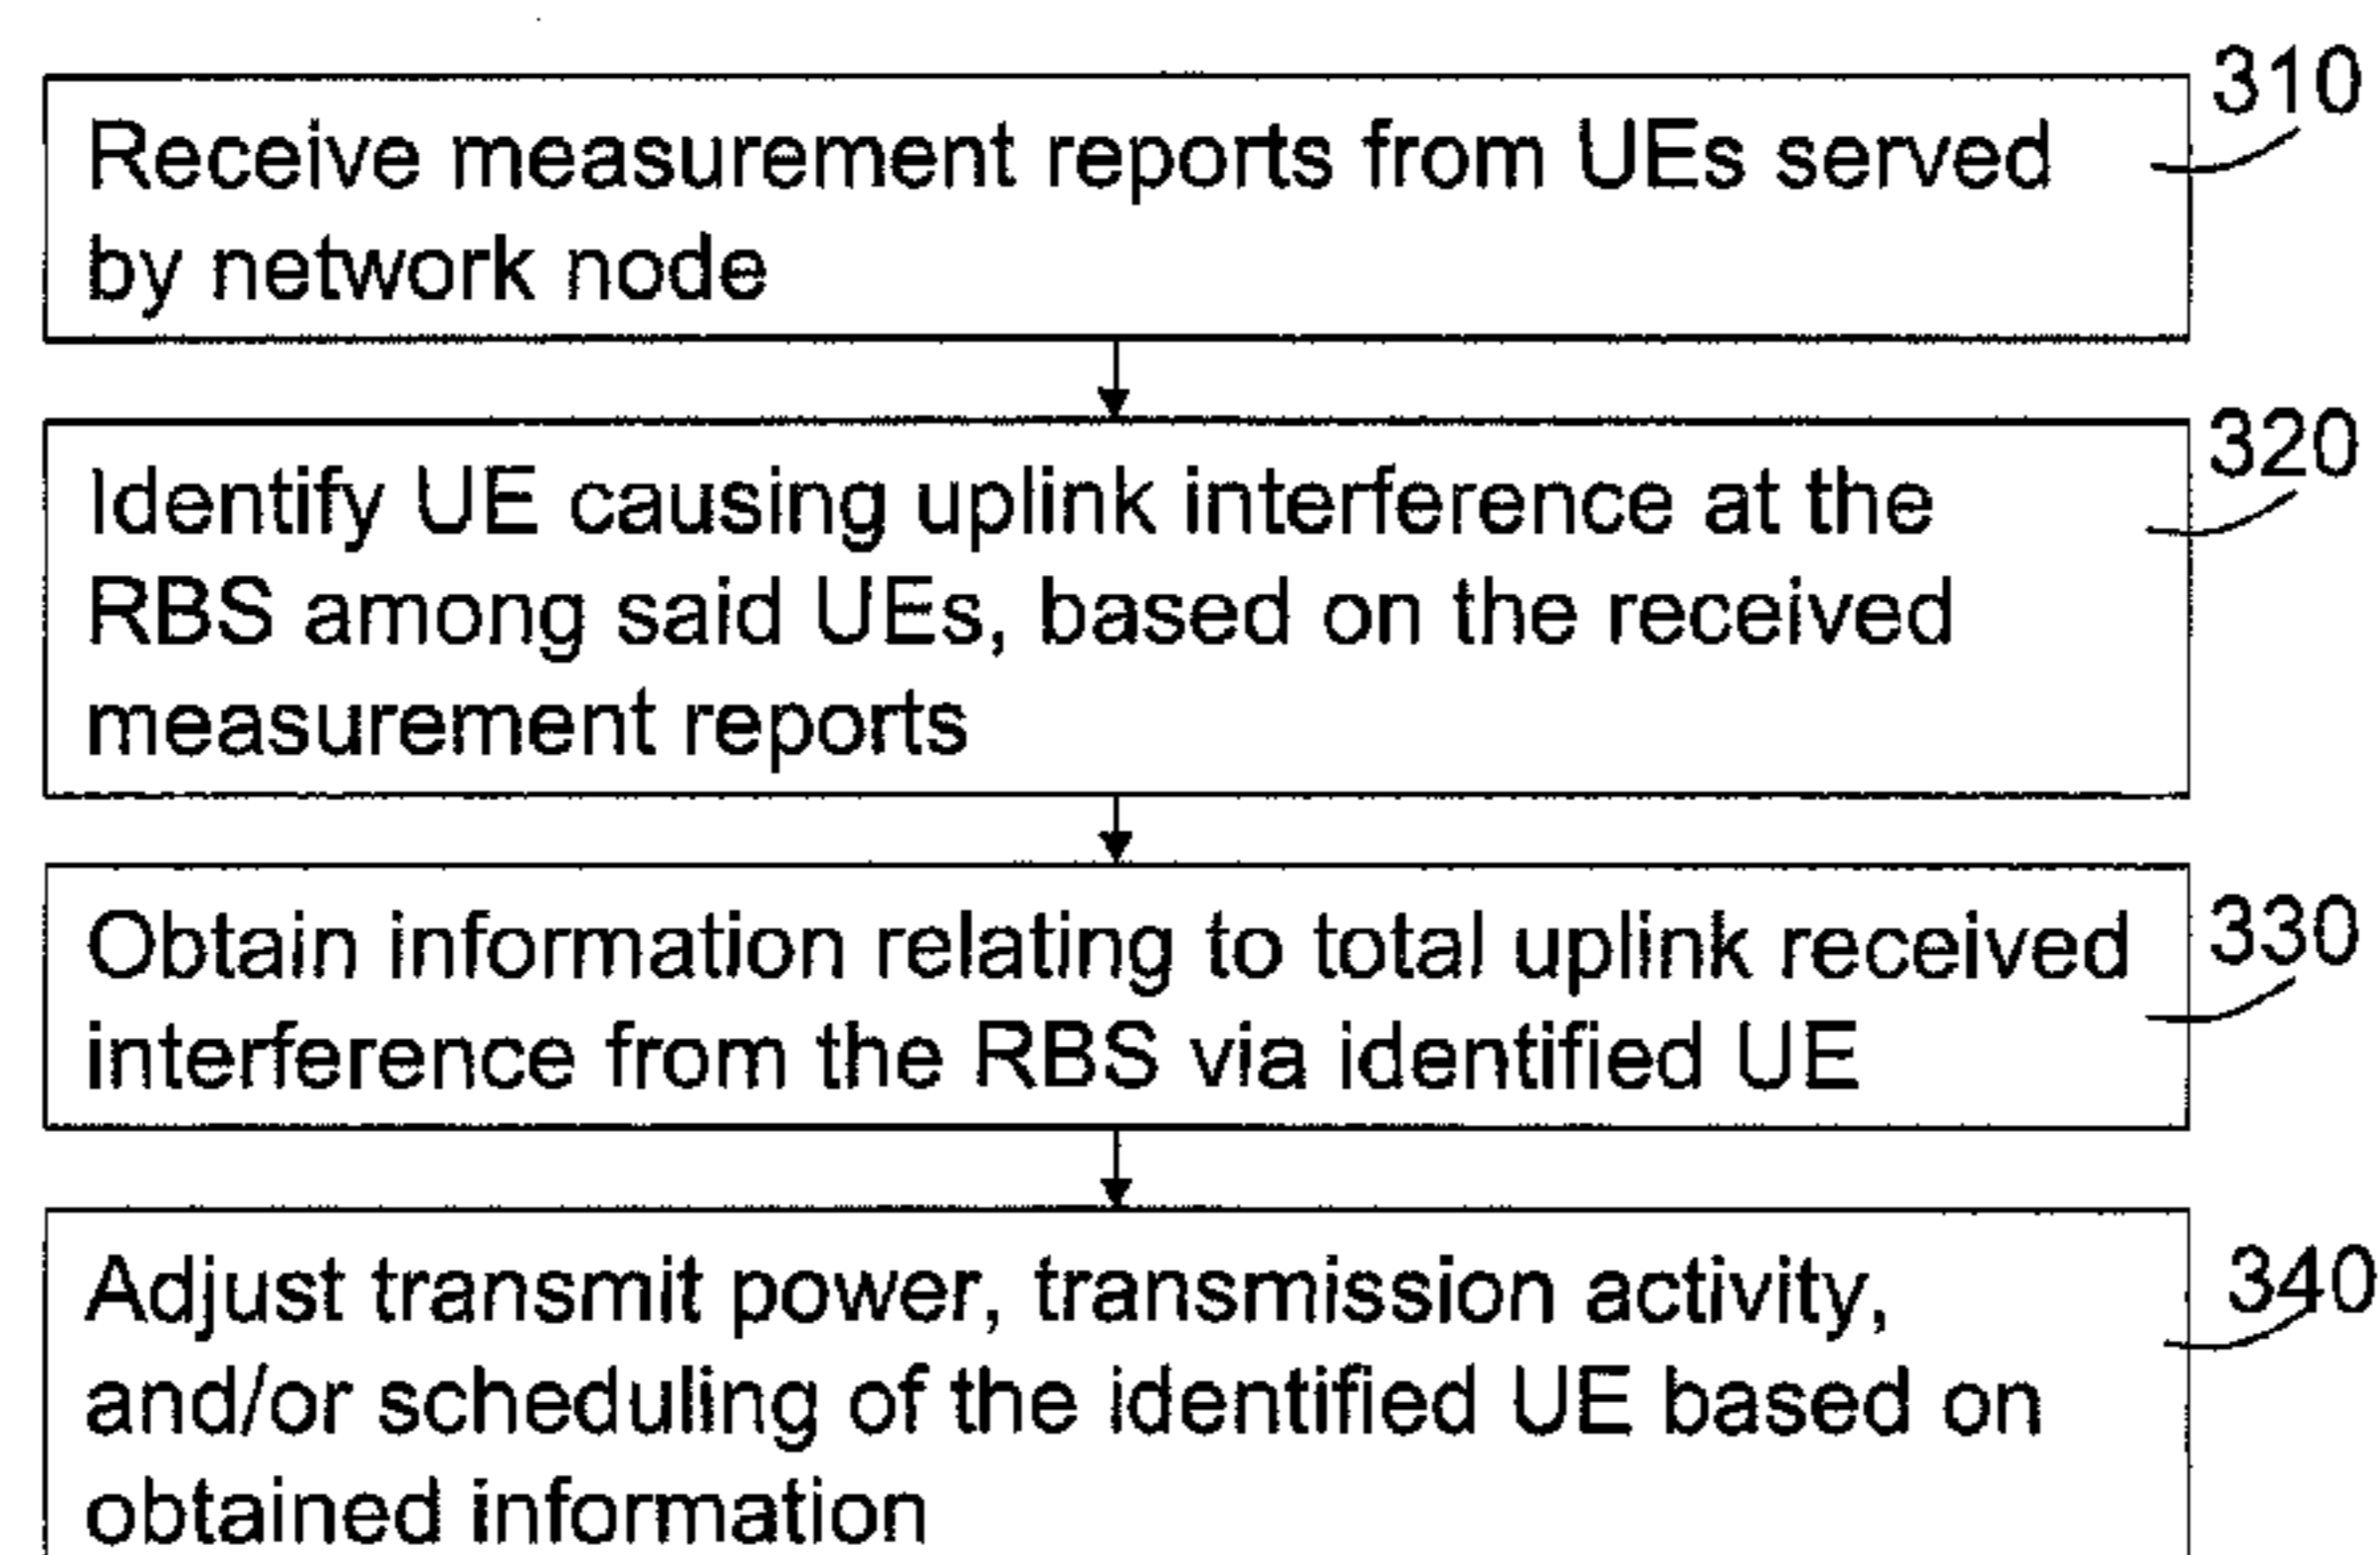 310
Receive measurement reports from UEs served
by network node
320
Identify UE causing uplink interference at the
RBS among said UEs, based on the received
measurement reports
330
Obtain information relating to total uplink received
interference from the RBS via identified UE
340
Adjust transmit power, transmission activity,
and/or scheduling of the identified UE based on
obtained information